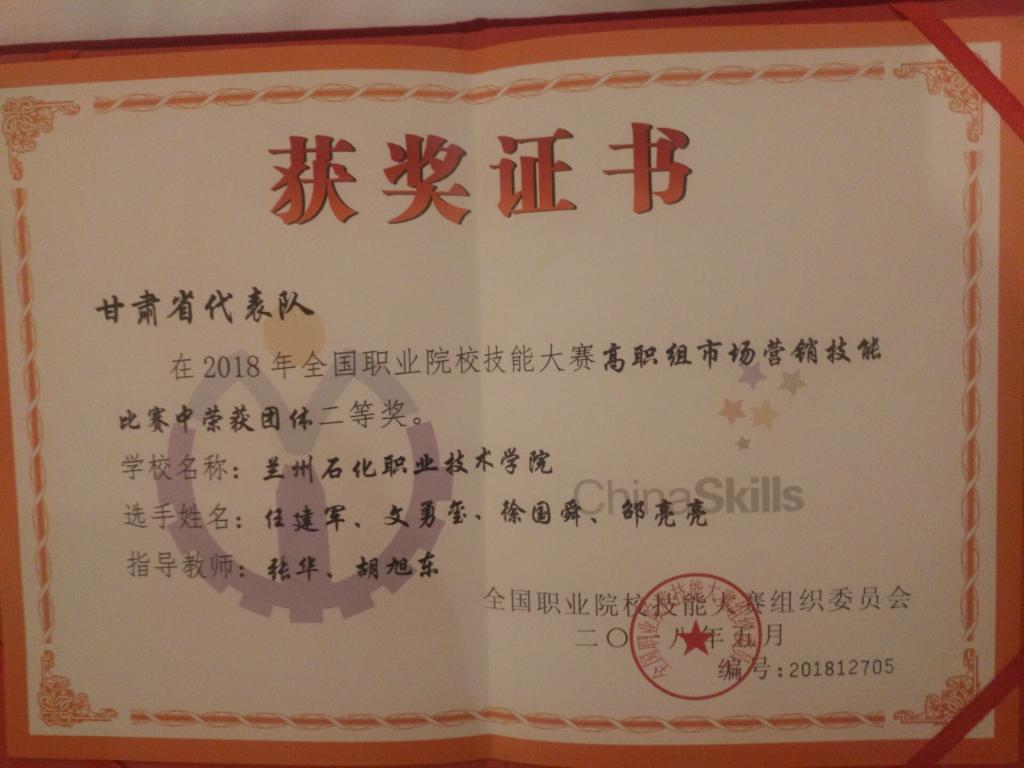 获奖证书
甘肃省代表队
在2018年全国职业院校技能大赛高职组市场营销技能
比赛中荣获团体二等奖。
学校名称：兰州石化职业技术学院
ChinaSkills
选手姓名：任建军、文勇玺、徐国舜、邵亮亮
指导教师：张华、胡旭东
全国职业院校技能大赛组织委员会
二〇一八年五月
编号:201812705